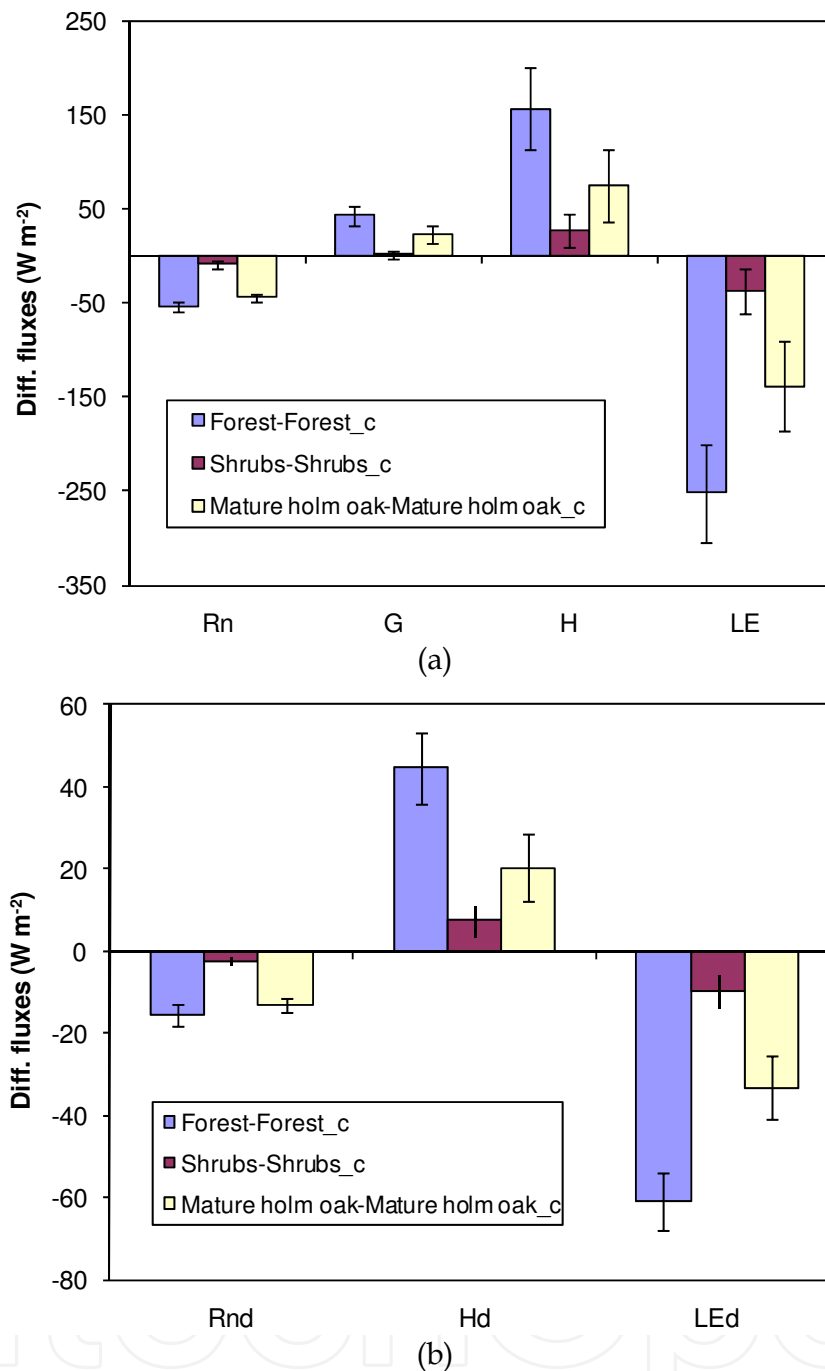 250
150
50
-50
-150
-250
-350
Diff. fluxes (W m-2)
Forest-Forest_c
Shrubs-Shrubs_c
Mature holm oak-Mature holm oak_c
Rn G H LE
(a)
60
40
20
0
-20
-40
-60
-80
Diff. fluxes (W m-2)
Forest-Forest_c
Shrubs-Shrubs_c
Mature holm oak-Mature holm oak_c
Rnd Hd LEd
(b)